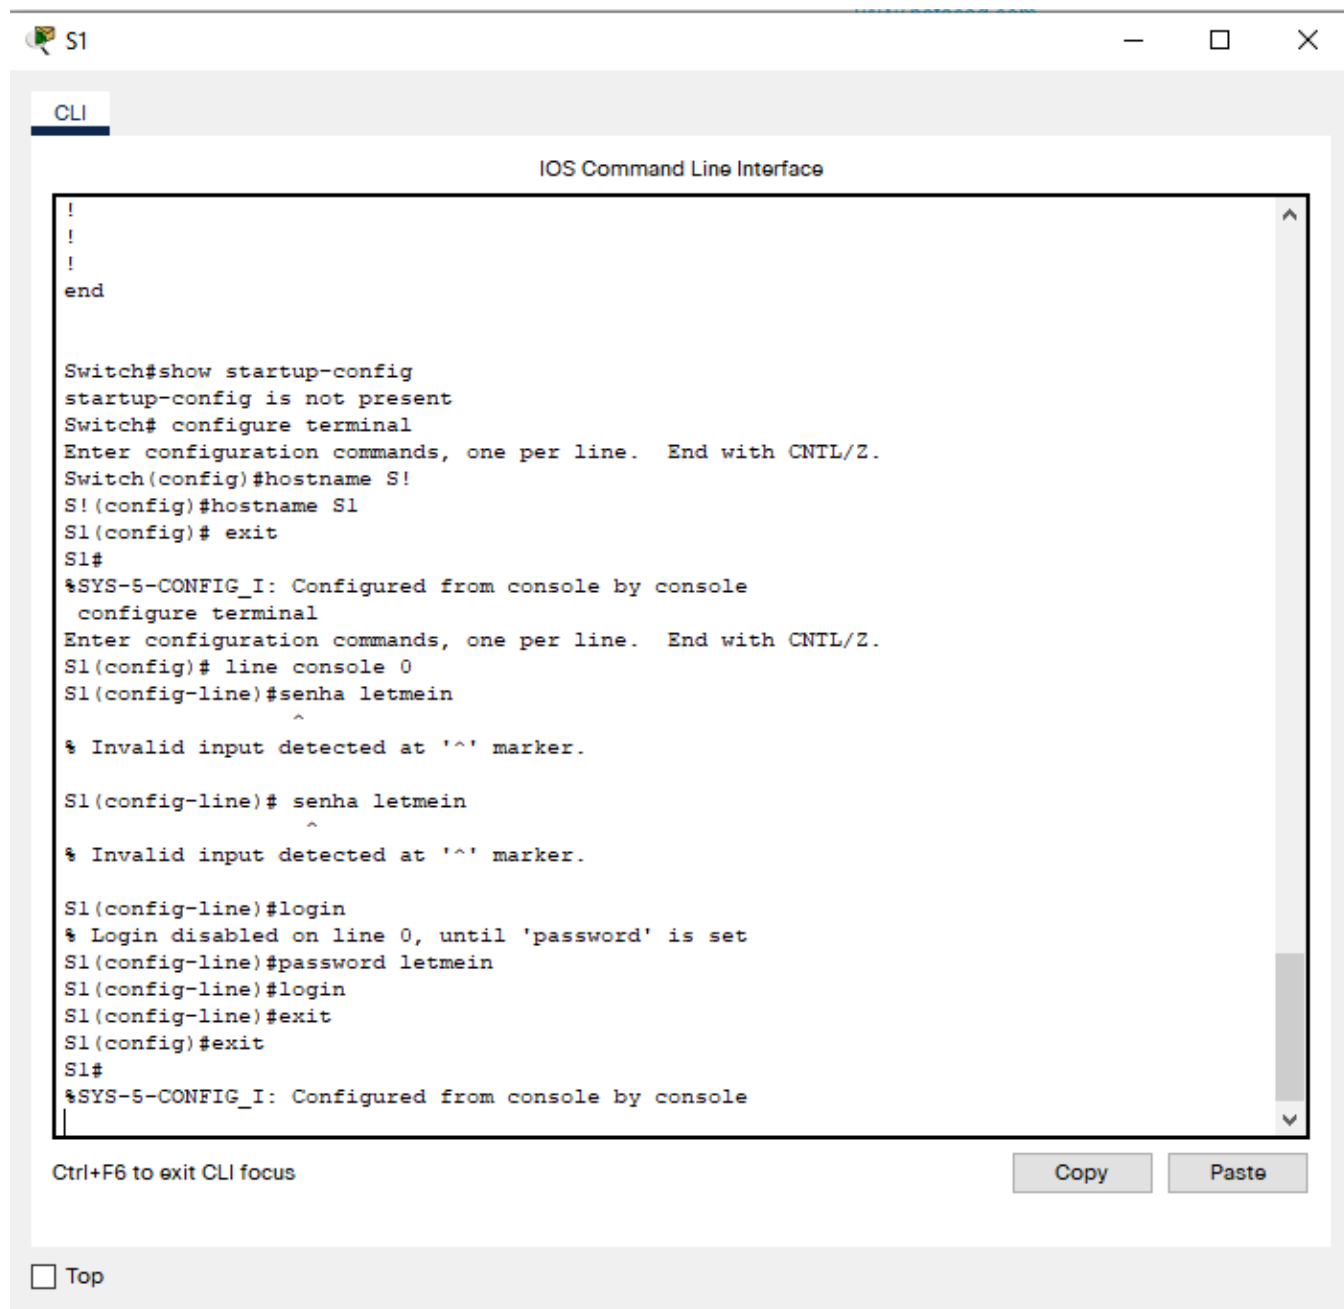 S1
CLI
IOS Command Line Interface
!
!
!
end
Switch#show startup-config
startup-config is not present
Switch# configure terminal
Enter configuration commands, one per line.  End with CNTL/Z.
Switch(config)#hostname S!
S!(config)#hostname S1
S1(config)# exit
S1#
%SYS-5-CONFIG_I: Configured from console by console
 configure terminal
Enter configuration commands, one per line.  End with CNTL/Z.
S1(config)# line console 0
S1(config-line)#senha letmein
^
% Invalid input detected at '^' marker.
S1(config-line)# senha letmein
^
% Invalid input detected at '^' marker.
S1(config-line)#login
% Login disabled on line 0, until 'password' is set
S1(config-line)#password letmein
S1(config-line)#login
S1(config-line)#exit
S1(config)#exit
S1#
%SYS-5-CONFIG_I: Configured from console by console
Ctrl+F6 to exit CLI focus
Copy
Paste
Top